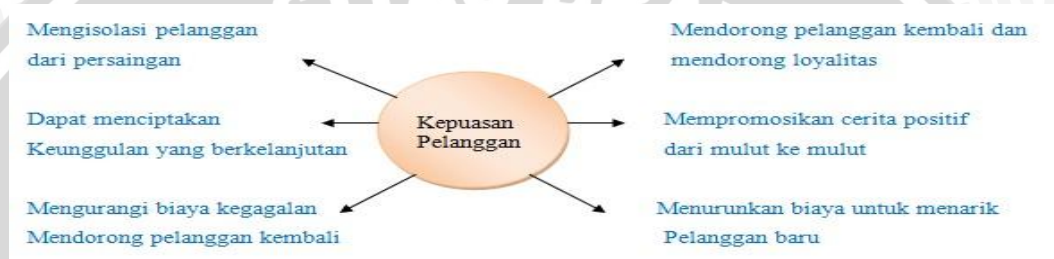 Mengisolasi pelanggan
dari persaingan
Dapat menciptakan
Keunggulan yang berkelanjutan
Mengurangi biaya kegagalan
Mendorong pelanggan kembali
Kepuasan
Pelanggan
Mendorong pelanggan kembali dan
mendorong loyalitas
Mempromosikan cerita positif
dari mulut ke mulut
Menurunkan biaya untuk menarik
Pelanggan baru